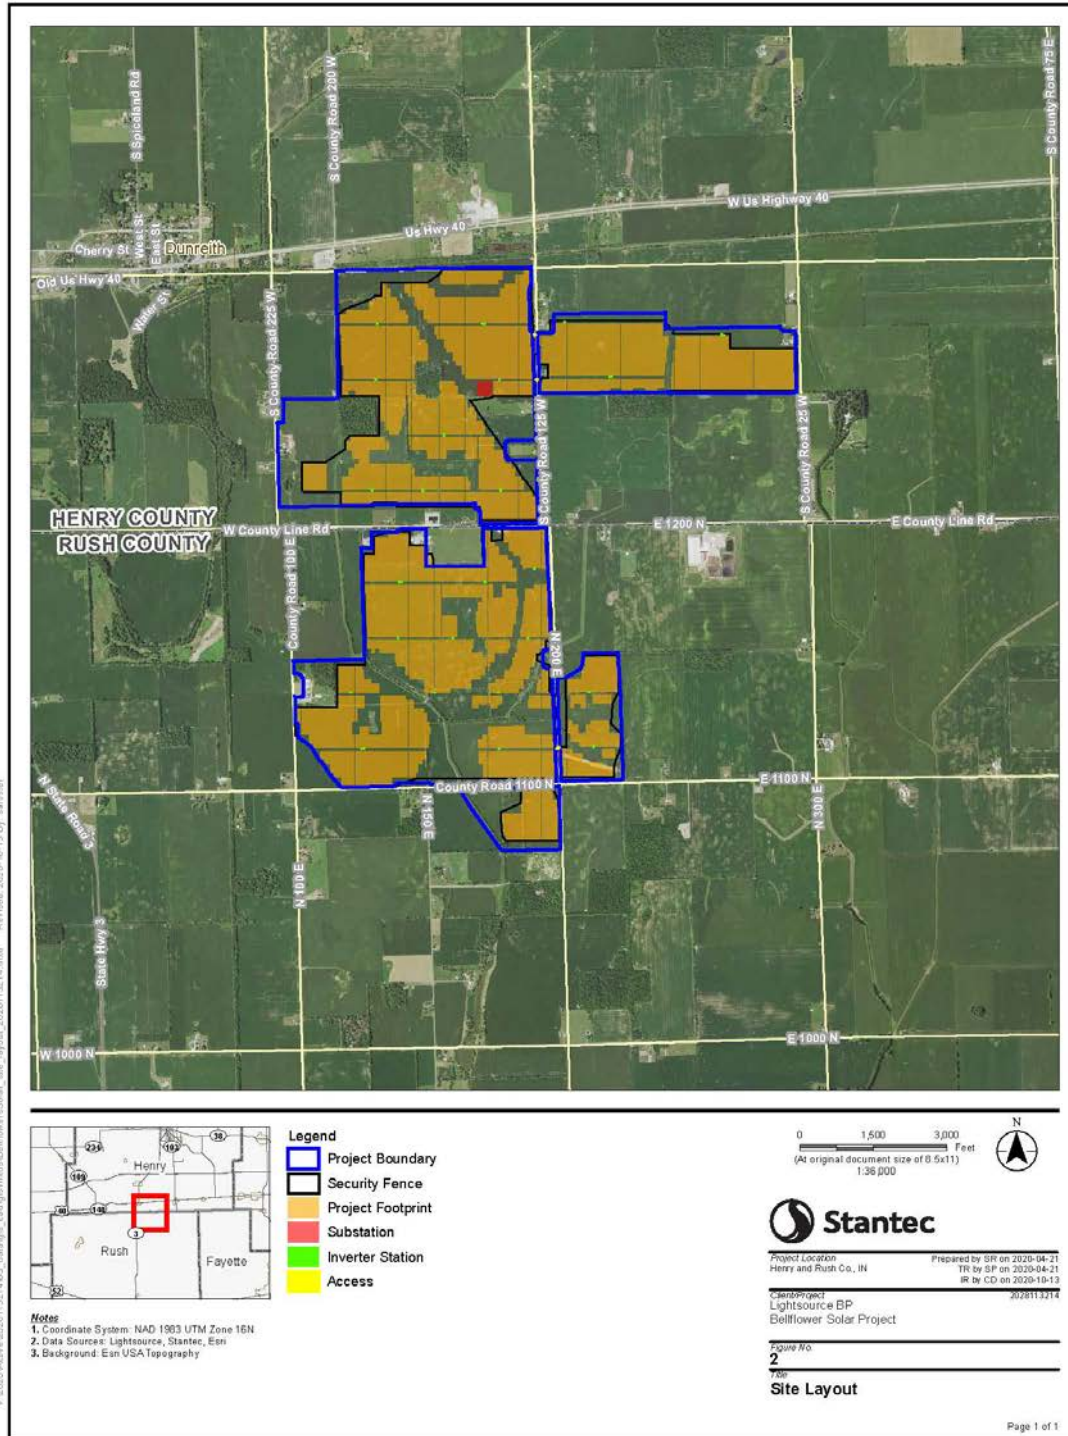 S Spiceland Rd
S County Road 200 W
S County Road 75 E
W Us Highway 40
Us Hwy 40
Cherry St
West St
East St
Dunreith
Old Us Hwy 40
Water St
S County Road 225 W
S County Road 125 W
S County Road 25 W
HENRY COUNTY
RUSH COUNTY
W County Line Rd
E 1200 N
E County Line Rd
County Road 100 E
N 200 E
County Road 1100 N
E 1100 N
N State Road 3
N 150 E
N 300 E
N 100 E
State Hwy 3
W 1000 N
E 1000 N
234
103
38
Henry
109
40
148
3
Rush
Fayette
52
Legend
Project Boundary
Security Fence
Project Footprint
Substation
Inverter Station
Access
0 1,500 3,000
Feet
(At original document size of 8.5x11)
1:36,000
N
Stantec
Project Location
Henry and Rush Co., IN
Prepared by SR on 2020-04-21
TR by SP on 2020-04-21
IR by CD on 2020-10-13
Client/Project 2028113214
Lightsource BP
Bellflower Solar Project
Figure No.
2
Title
Site Layout
Notes
1. Coordinate System: NAD 1983 UTM Zone 16N
2. Data Sources: Lightsource, Stantec, Esri
3. Background: Esri USA Topography
Page 1 of 1